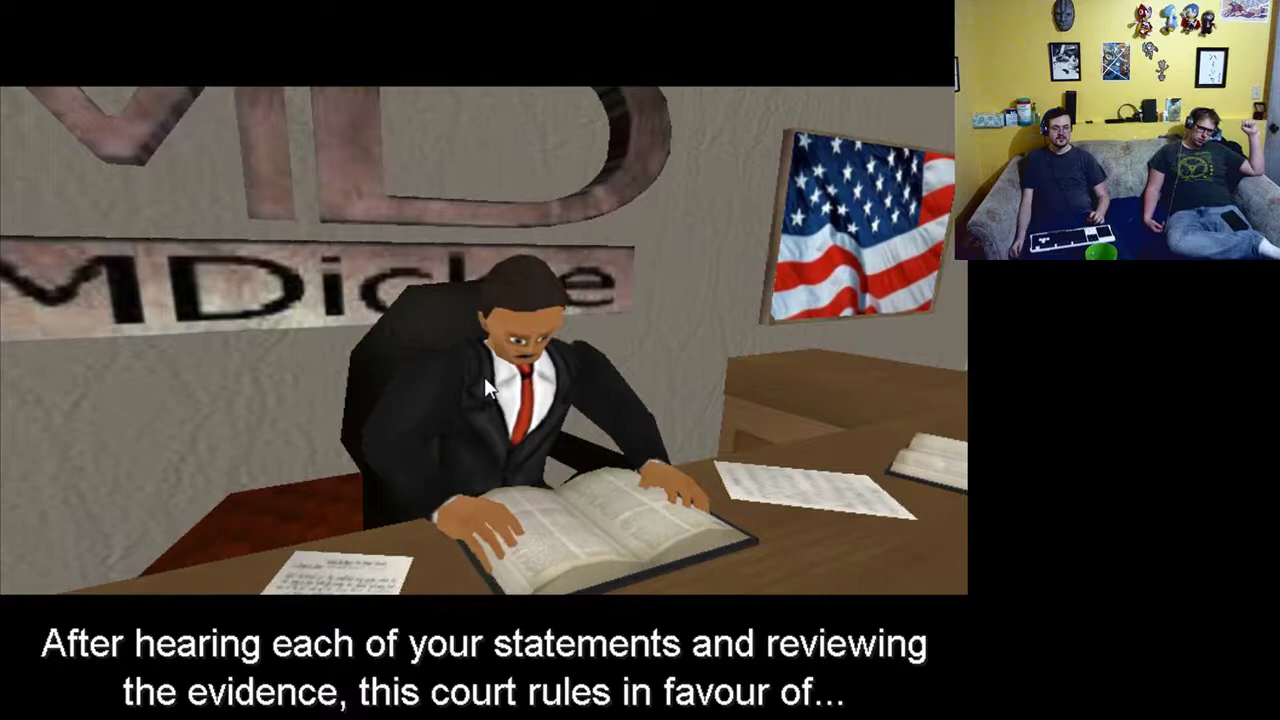 MD
MDickie
After hearing each of your statements and reviewing
the evidence, this court rules in favour of...